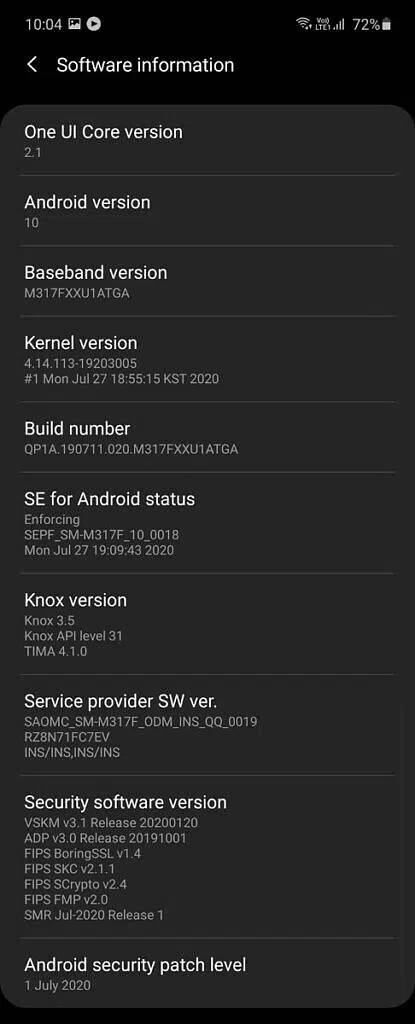 10:04
VoI) LTE1 72%
Software information
One UI Core version
2.1
Android version
10
Baseband version
M317FXXU1ATGA
Kernel version
4.14.113-19203005
#1 Mon Jul 27 18:55:15 KST 2020
Build number
QP1A.190711.020.M317FXXU1ATGA
SE for Android status
Enforcing
SEPF_SM-M317F_10_0018
Mon Jul 27 19:09:43 2020
Knox version
Knox 3.5
Knox API level 31
TIMA 4.1.0
Service provider SW ver.
SAOMC_SM-M317F_ODM_INS_QQ_0019
RZ8N71FC7EV
INS/INS,INS/INS
Security software version
VSKM v3.1 Release 20200120
ADP v3.0 Release 20191001
FIPS BoringSSL v1.4
FIPS SKC v2.1.1
FIPS SCrypto v2.4
FIPS FMP v2.0
SMR Jul-2020 Release 1
Android security patch level
1 July 2020